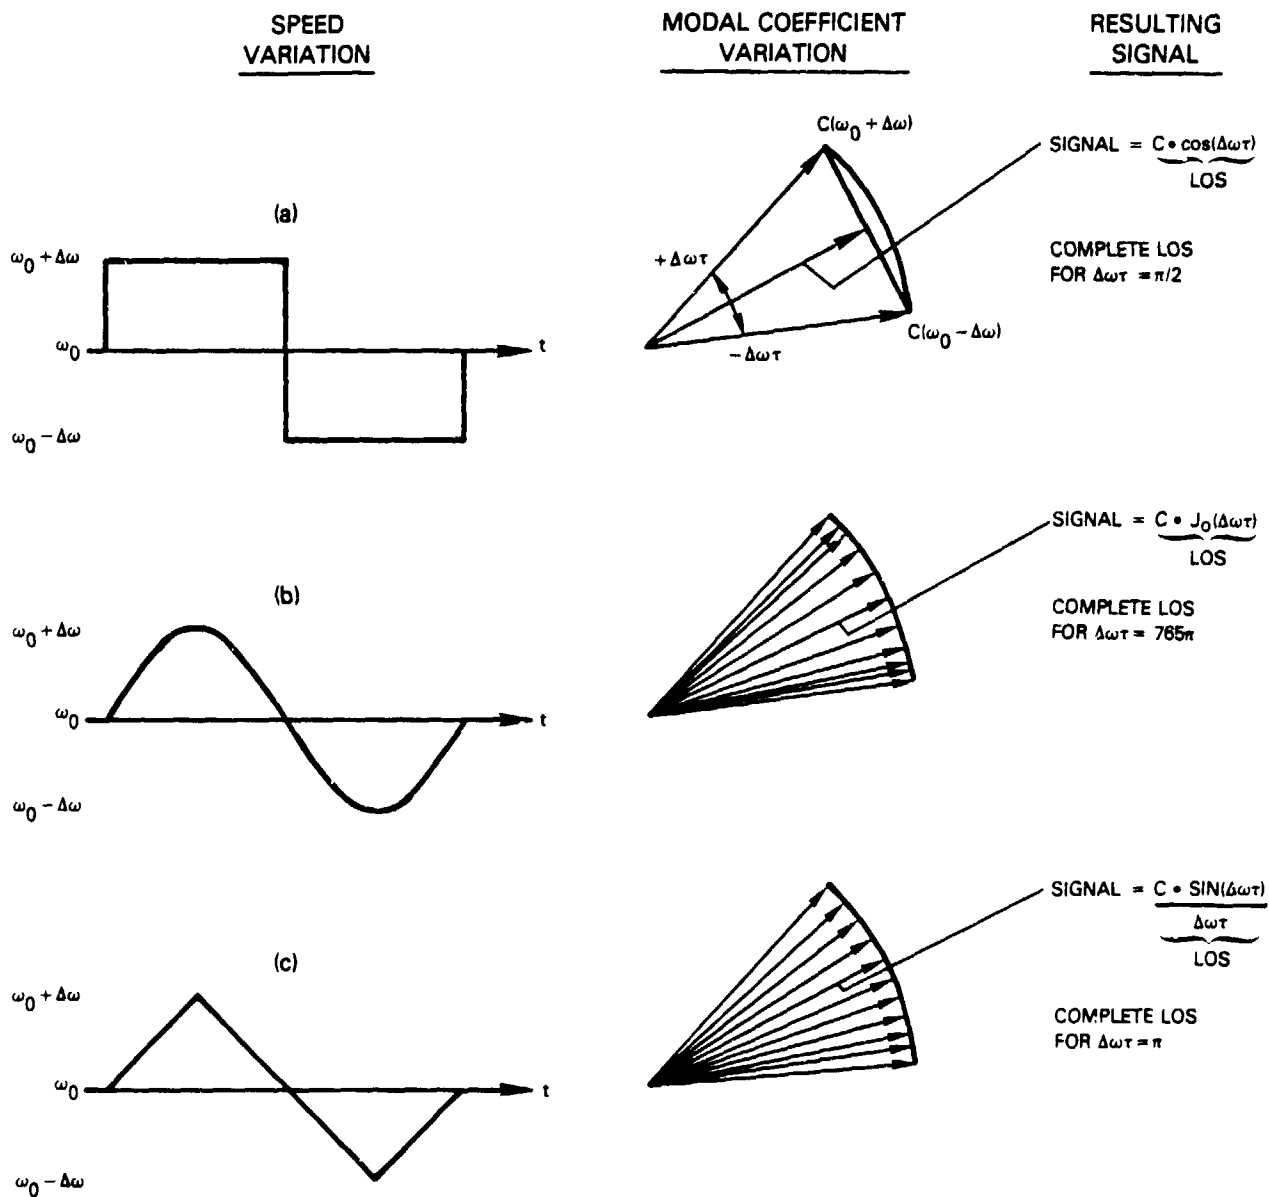 SPEED
VARIATION
MODAL COEFFICIENT
VARIATION
RESULTING
SIGNAL
(a)
ω0 + Δω
ω0
t
ω0 − Δω
C(ω0 + Δω)
+Δωτ
−Δωτ
C(ω0 − Δω)
SIGNAL = C • cos(Δωτ)
LOS
COMPLETE LOS
FOR Δωτ = π/2
(b)
ω0 + Δω
ω0
t
ω0 − Δω
SIGNAL = C • Jo(Δωτ)
LOS
COMPLETE LOS
FOR Δωτ = 765π
(c)
ω0 + Δω
ω0
t
ω0 − Δω
SIGNAL = C • SIN(Δωτ)
Δωτ
LOS
COMPLETE LOS
FOR Δωτ = π